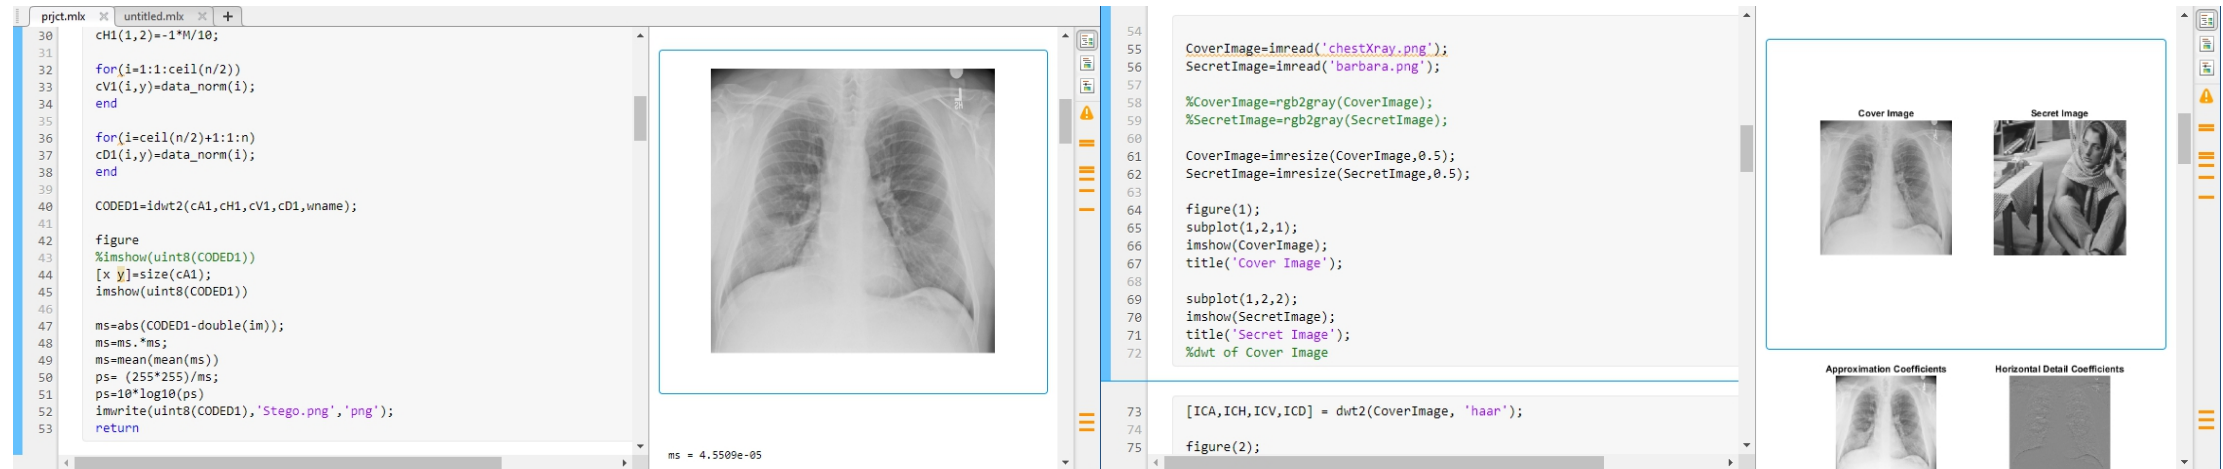 prjct.mlx untitled.mlx
30 cH1(1,2)=-1*M/10;
31
32 for(i=1:1:ceil(n/2))
33 cV1(i,y)=data_norm(i);
34 end
35
36 for(i=ceil(n/2)+1:1:n)
37 cD1(i,y)=data_norm(i);
38 end
39
40 CODED1=idwt2(cA1,cH1,cV1,cD1,wname);
41
42 figure
43 %imshow(uint8(CODED1))
44 [x y]=size(cA1);
45 imshow(uint8(CODED1))
46
47 ms=abs(CODED1-double(im));
48 ms=ms.*ms;
49 ms=mean(mean(ms))
50 ps= (255*255)/ms;
51 ps=10*log10(ps)
52 imwrite(uint8(CODED1),'Stego.png','png');
53 return
L
ms = 4.5509e-05
54
55 CoverImage=imread('chestXray.png');
56 SecretImage=imread('barbara.png');
57
58 %CoverImage=rgb2gray(CoverImage);
59 %SecretImage=rgb2gray(SecretImage);
60
61 CoverImage=imresize(CoverImage,0.5);
62 SecretImage=imresize(SecretImage,0.5);
63
64 figure(1);
65 subplot(1,2,1);
66 imshow(CoverImage);
67 title('Cover Image');
68
69 subplot(1,2,2);
70 imshow(SecretImage);
71 title('Secret Image');
72 %dwt of Cover Image
73 [ICA,ICH,ICV,ICD] = dwt2(CoverImage, 'haar');
74
75 figure(2);
Cover Image Secret Image
Approximation Coefficients Horizontal Detail Coefficients